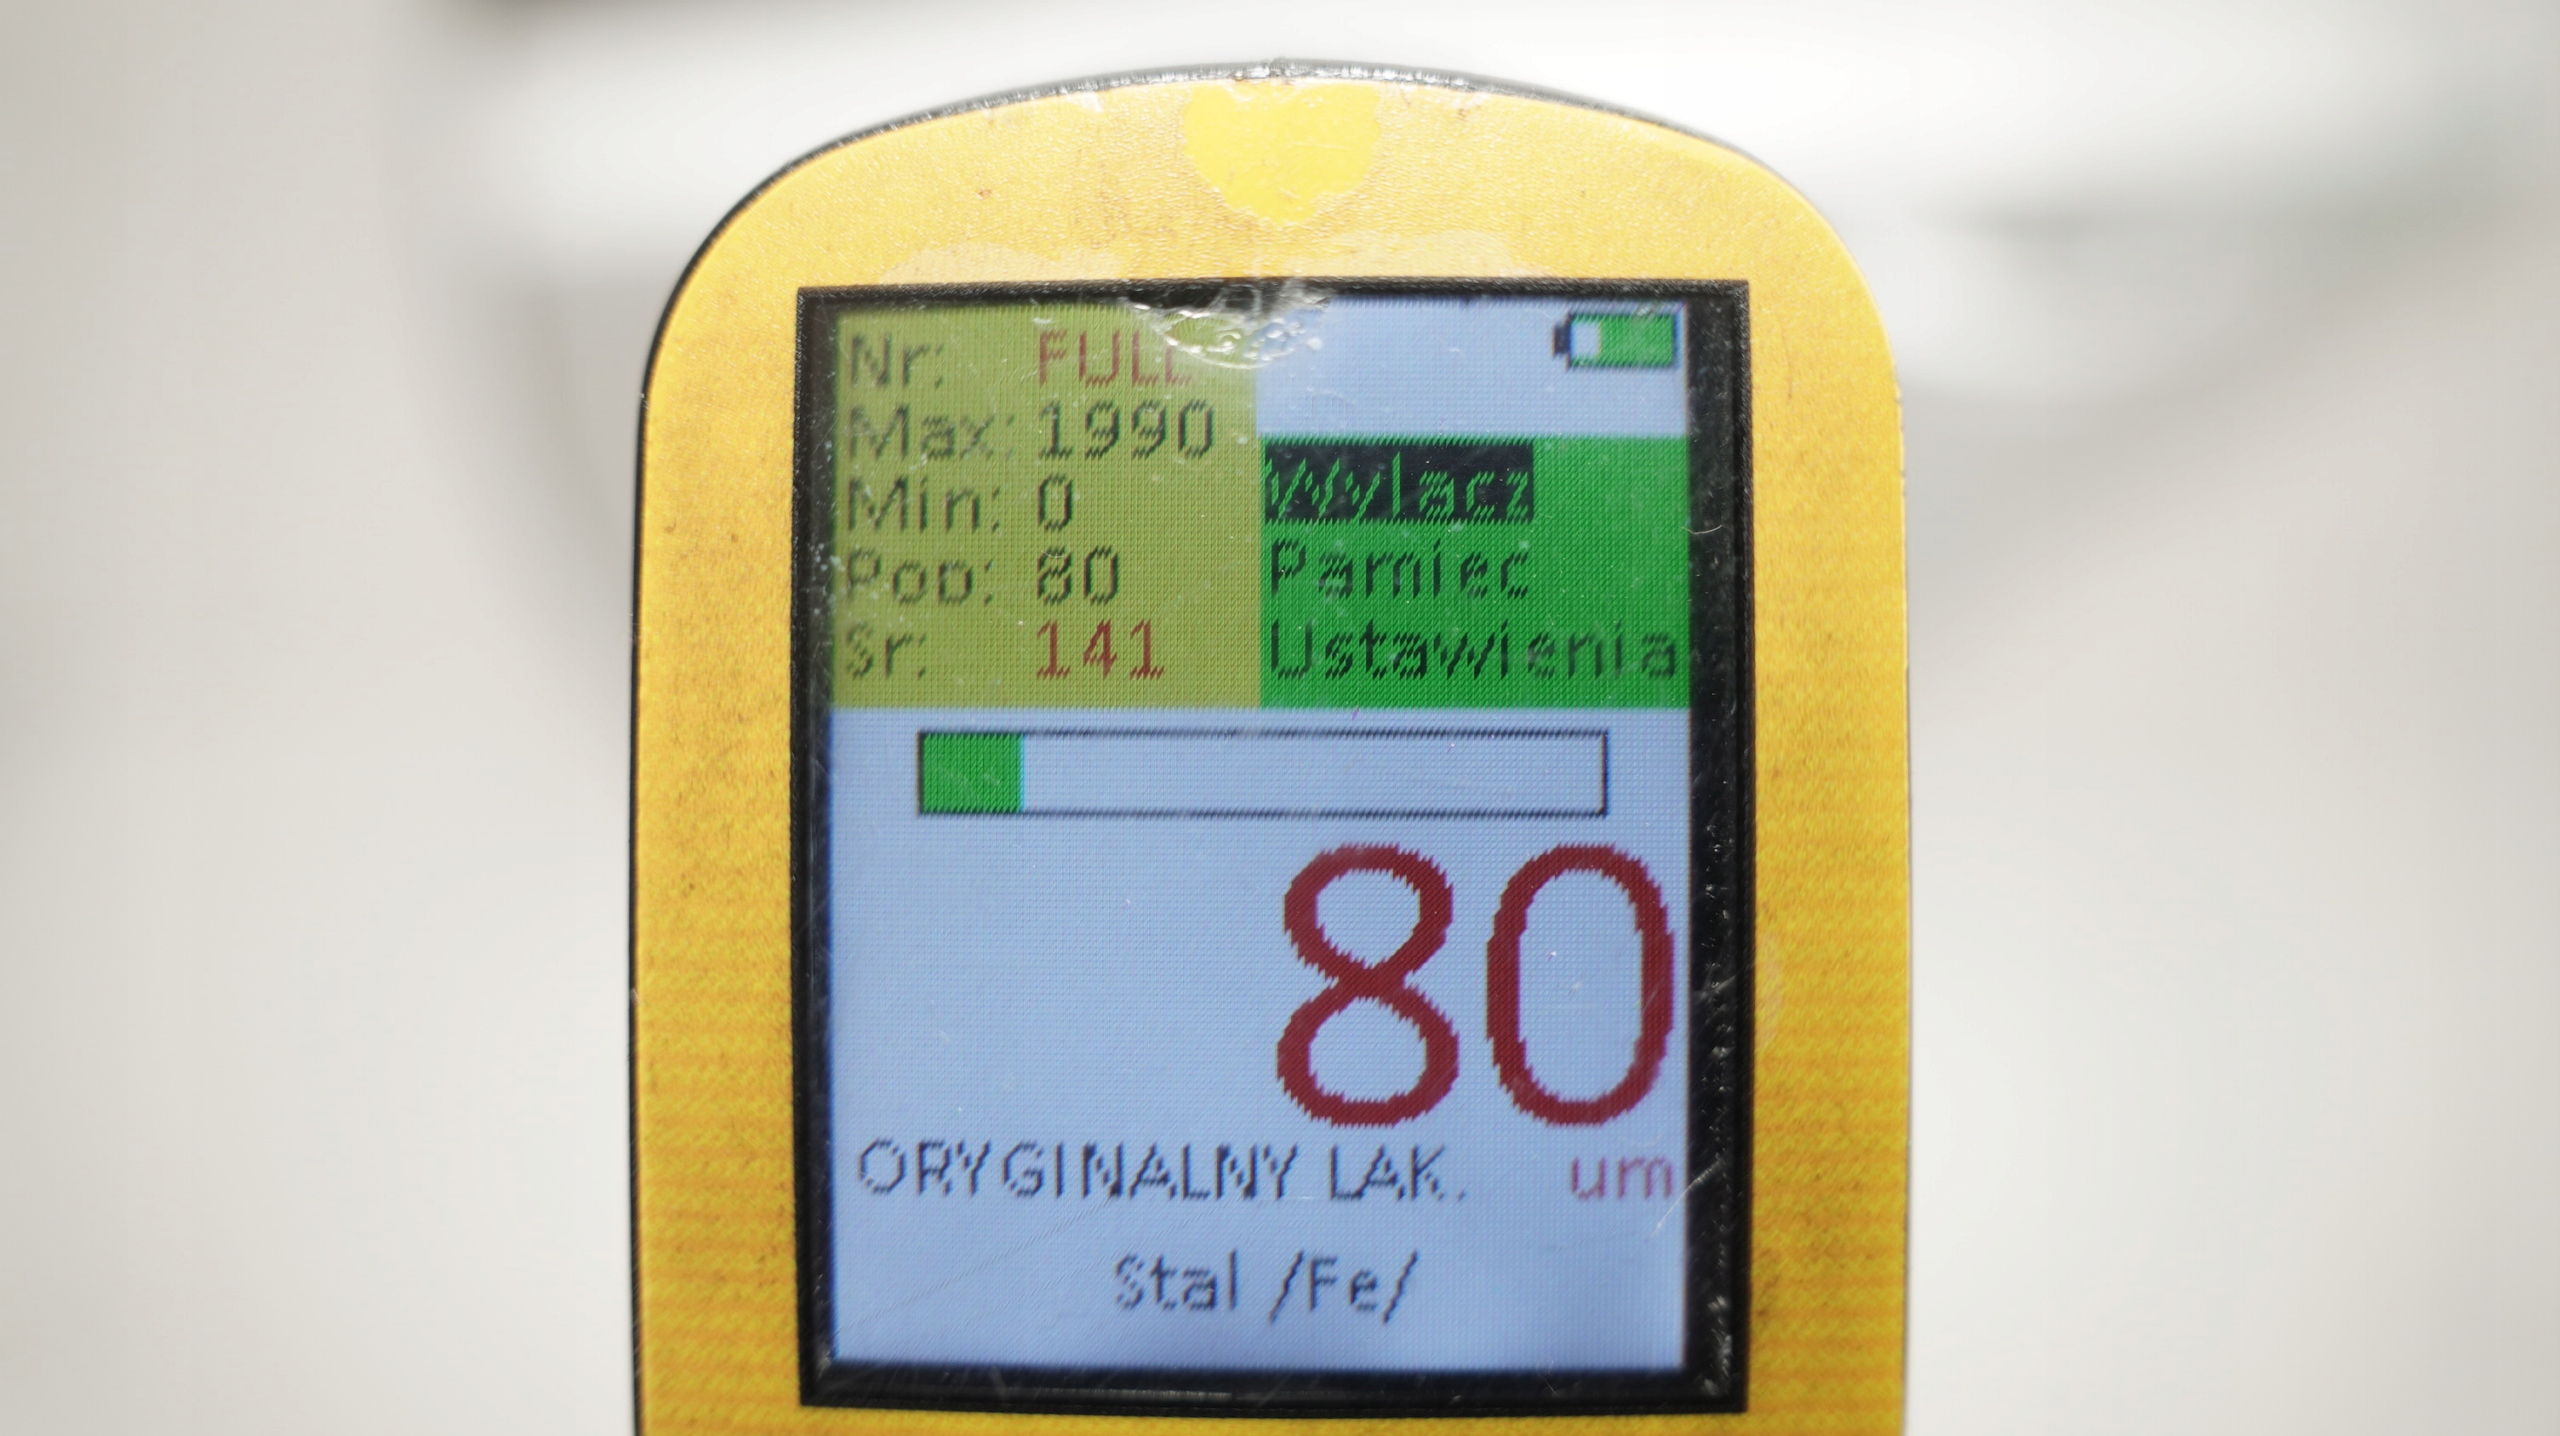 Nr: FULL
Max: 1990
Min: 0
Pop: 80
Sr: 141
Wylacz
Pamiec
Ustawienia
80
ORYGINALNY LAK. um
Stal /Fe/